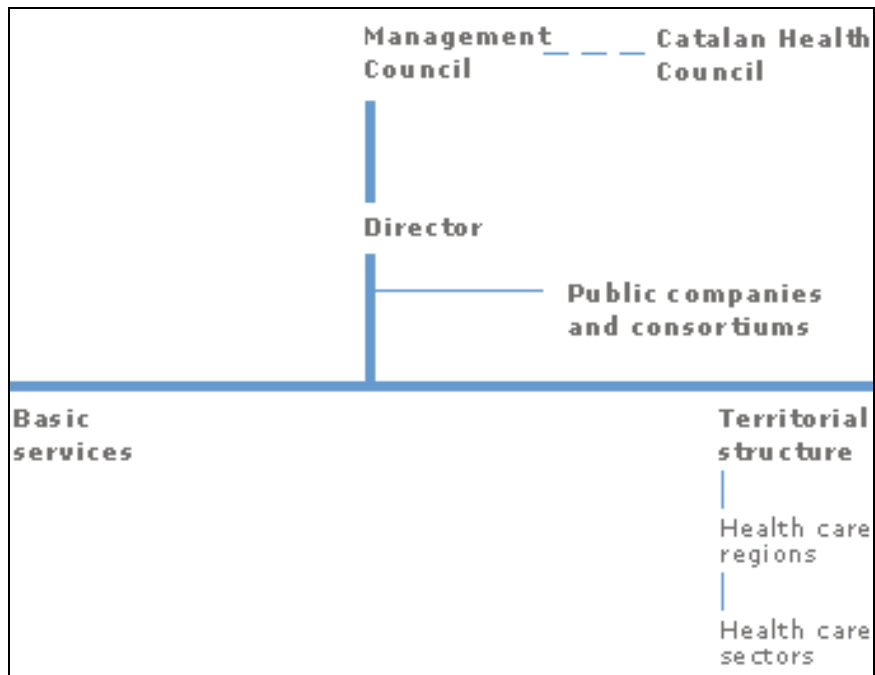 Management
Council
Catalan Health
Council
Director
Public companies
and consortiums
Basic
services
Territorial
structure
Health care
regions
Health care
sectors